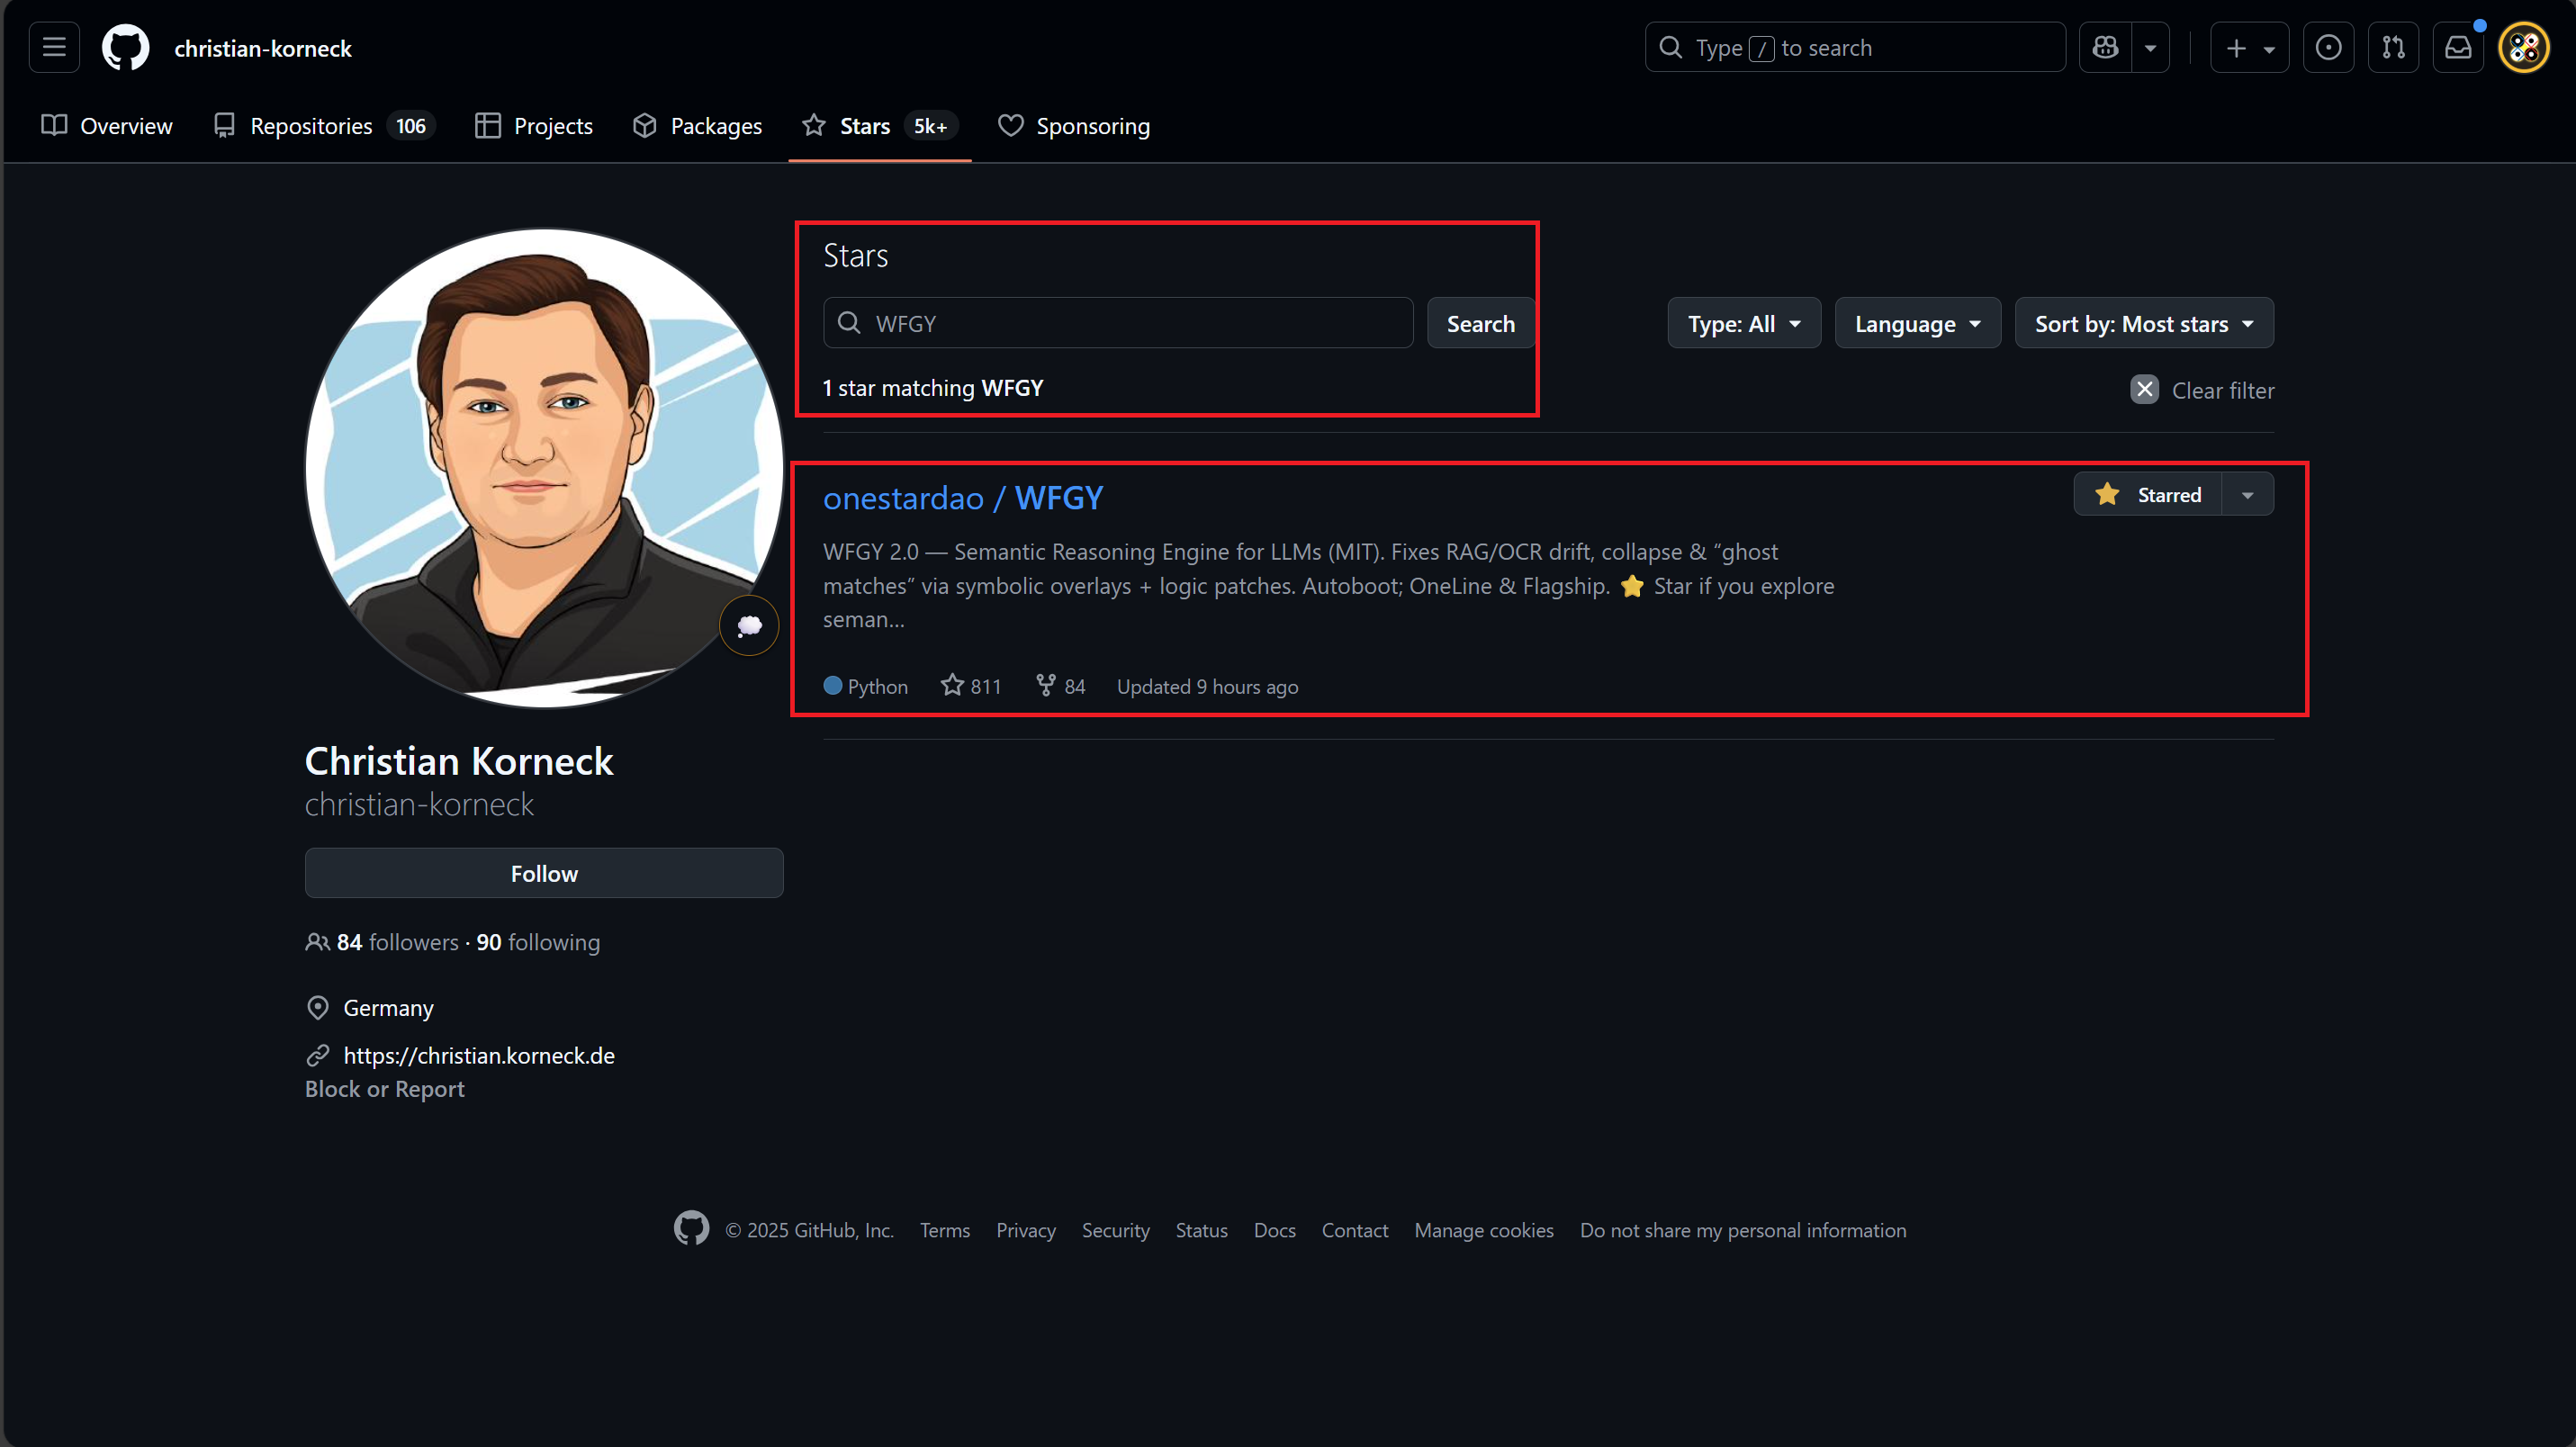 christian-korneck
Type / to search
Overview
Repositories 106
Projects
Packages
Stars 5k+
Sponsoring
Stars
WFGY
Search
Type: All
Language
Sort by: Most stars
1 star matching WFGY
Clear filter
onestardao / WFGY
Starred
WFGY 2.0 — Semantic Reasoning Engine for LLMs (MIT). Fixes RAG/OCR drift, collapse & “ghost
matches” via symbolic overlays + logic patches. Autoboot; OneLine & Flagship. ⭐ Star if you explore
seman...
Python 811 84 Updated 9 hours ago
Christian Korneck
christian-korneck
Follow
84 followers · 90 following
Germany
https://christian.korneck.de
Block or Report
© 2025 GitHub, Inc. Terms Privacy Security Status Docs Contact Manage cookies Do not share my personal information